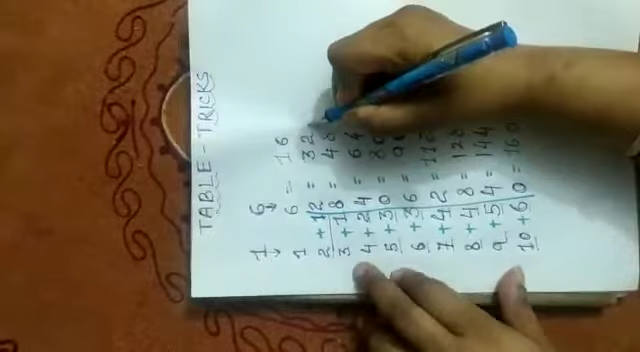 TABLE - TRICKS
1 6
1 6 = 16
2 + 12 = 32
3 + 18 = 48
4 + 24 = 64
5 + 30 = 80
6 + 36 = 9
7 + 42 = 112
8 + 48 = 128
9 + 54 = 144
10 + 60 = 160